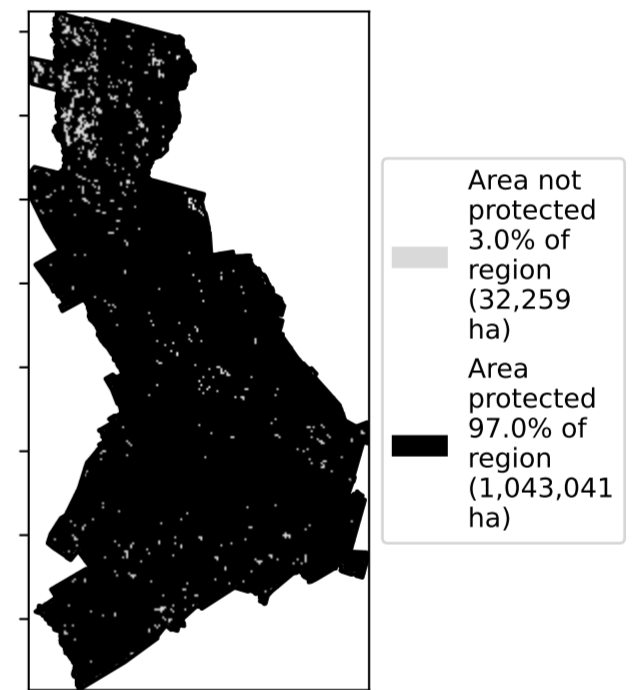 Area not
protected
3.0% of
region
(32,259
ha)
Area
protected
97.0% of
region
(1,043,041
ha)